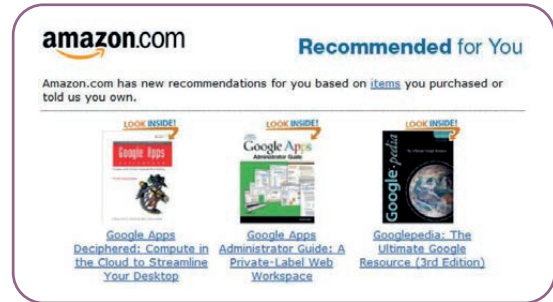 amazon.com
Recommended for You
Amazon.com has new recommendations for you based on items you purchased or
told us you own.
LOOK INSIDE! LOOK INSIDE! LOOK INSIDE!
Google Apps
Google Apps
Administrator Guide
Google-pedia
Google Apps
Deciphered: Compute in
the Cloud to Streamline
Your Desktop
Google Apps
Administrator Guide: A
Private-Label Web
Workspace
Googlepedia: The
Ultimate Google
Resource (3rd Edition)